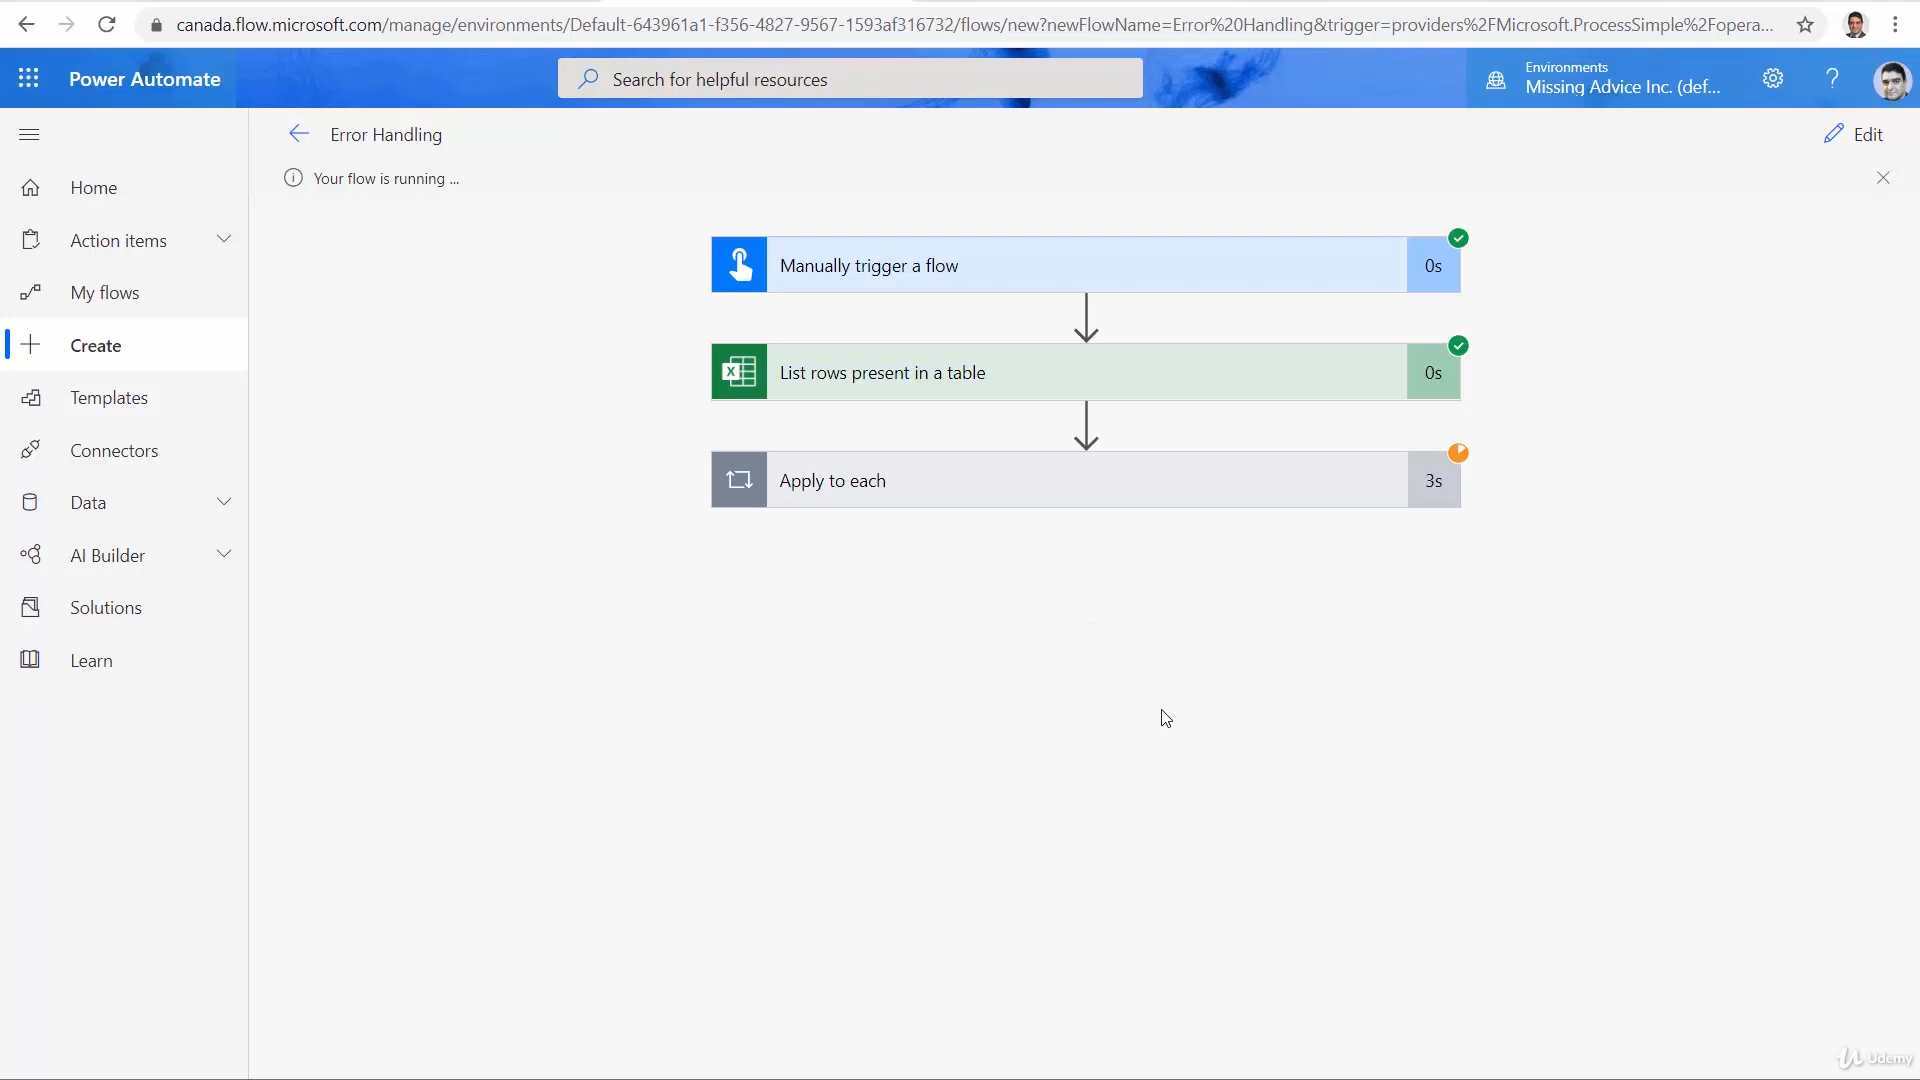 canada.flow.microsoft.com/manage/environments/Default-643961a1-f356-4827-9567-1593af316732/flows/new?newFlowName=Error%20Handling&trigger=providers%2FMicrosoft.ProcessSimple%2Fopera...
Power Automate
Search for helpful resources
Environments
Missing Advice Inc. (def...
?
Error Handling
Edit
Your flow is running ...
Home
Action items
My flows
Create
Templates
Connectors
Data
AI Builder
Solutions
Learn
Manually trigger a flow
0s
List rows present in a table
0s
Apply to each
3s
Udemy